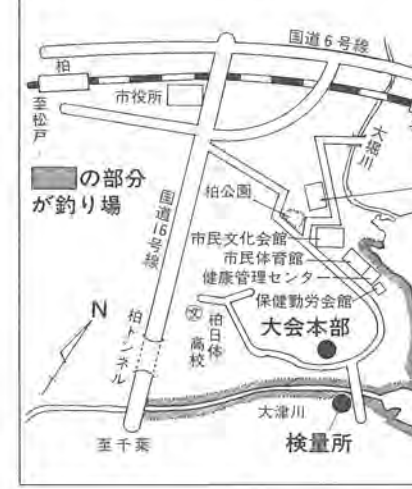 国道6号線
柏
市役所
至松戸
大堀川
の部分
が釣り場
国道16号線
柏公園
市民文化会館
市民体育館
健康管理センタ
保健勤労会館
N
柏トンネル
文
柏日体
高校
大会本部
大津川
至千葉
検量所